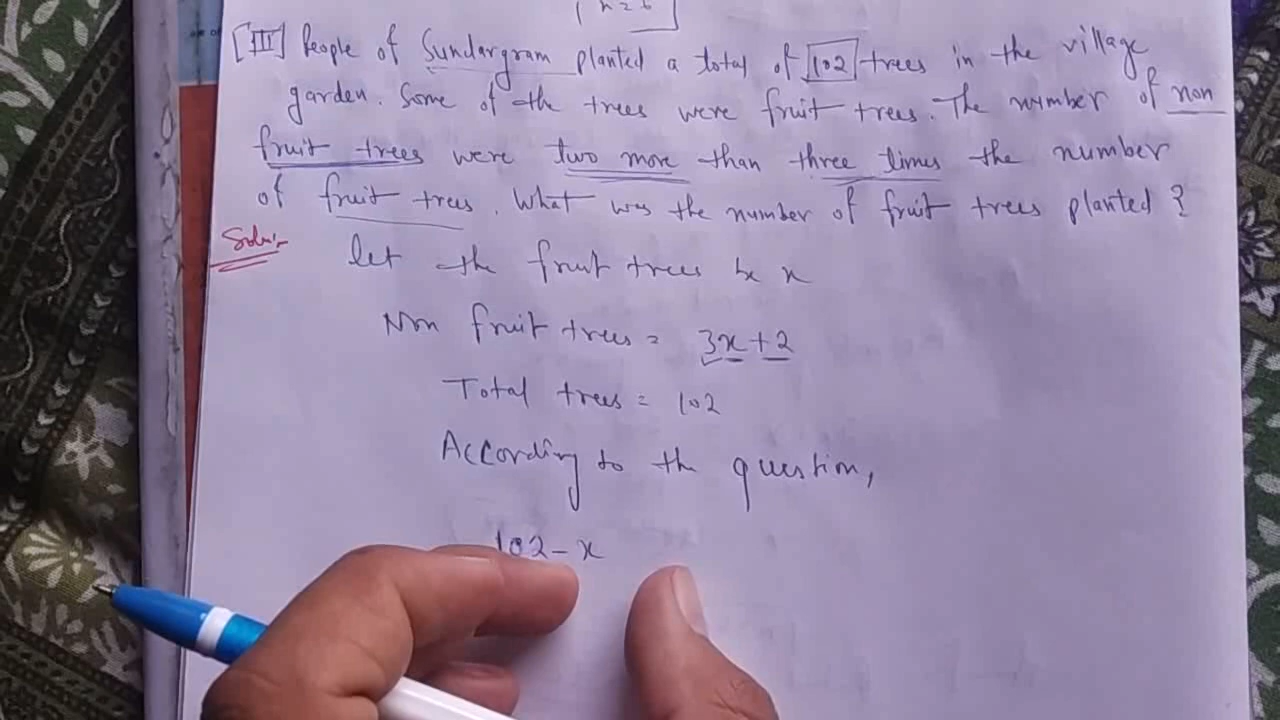 [III] People of Sundargram planted a total of 102 trees in the village
garden. Some of the trees were fruit trees. The number of non
fruit trees were two more than three times the number
of fruit trees. What was the number of fruit trees planted?
Soln:-
let the fruit trees be x
Non fruit trees = 3x+2
Total trees = 102
According to the question,
102-x